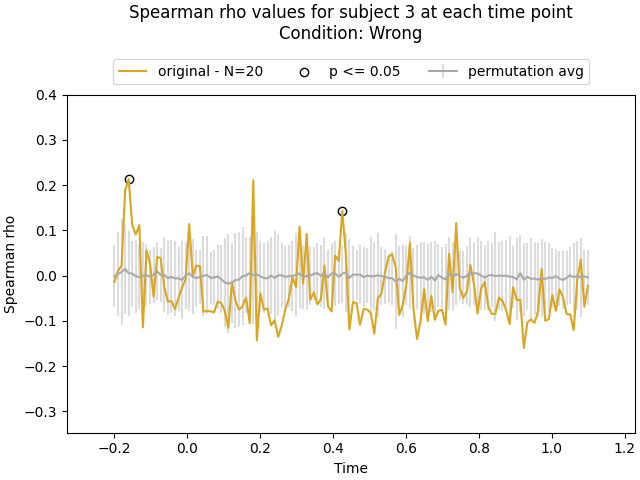 Spearman rho values for subject 3 at each time point
Condition: Wrong
original - N=20 p <= 0.05 permutation avg
0.4
0.3
0.2
0.1
0.0
−0.1
−0.2
−0.3
Spearman rho
−0.2 0.0 0.2 0.4 0.6 0.8 1.0 1.2
Time